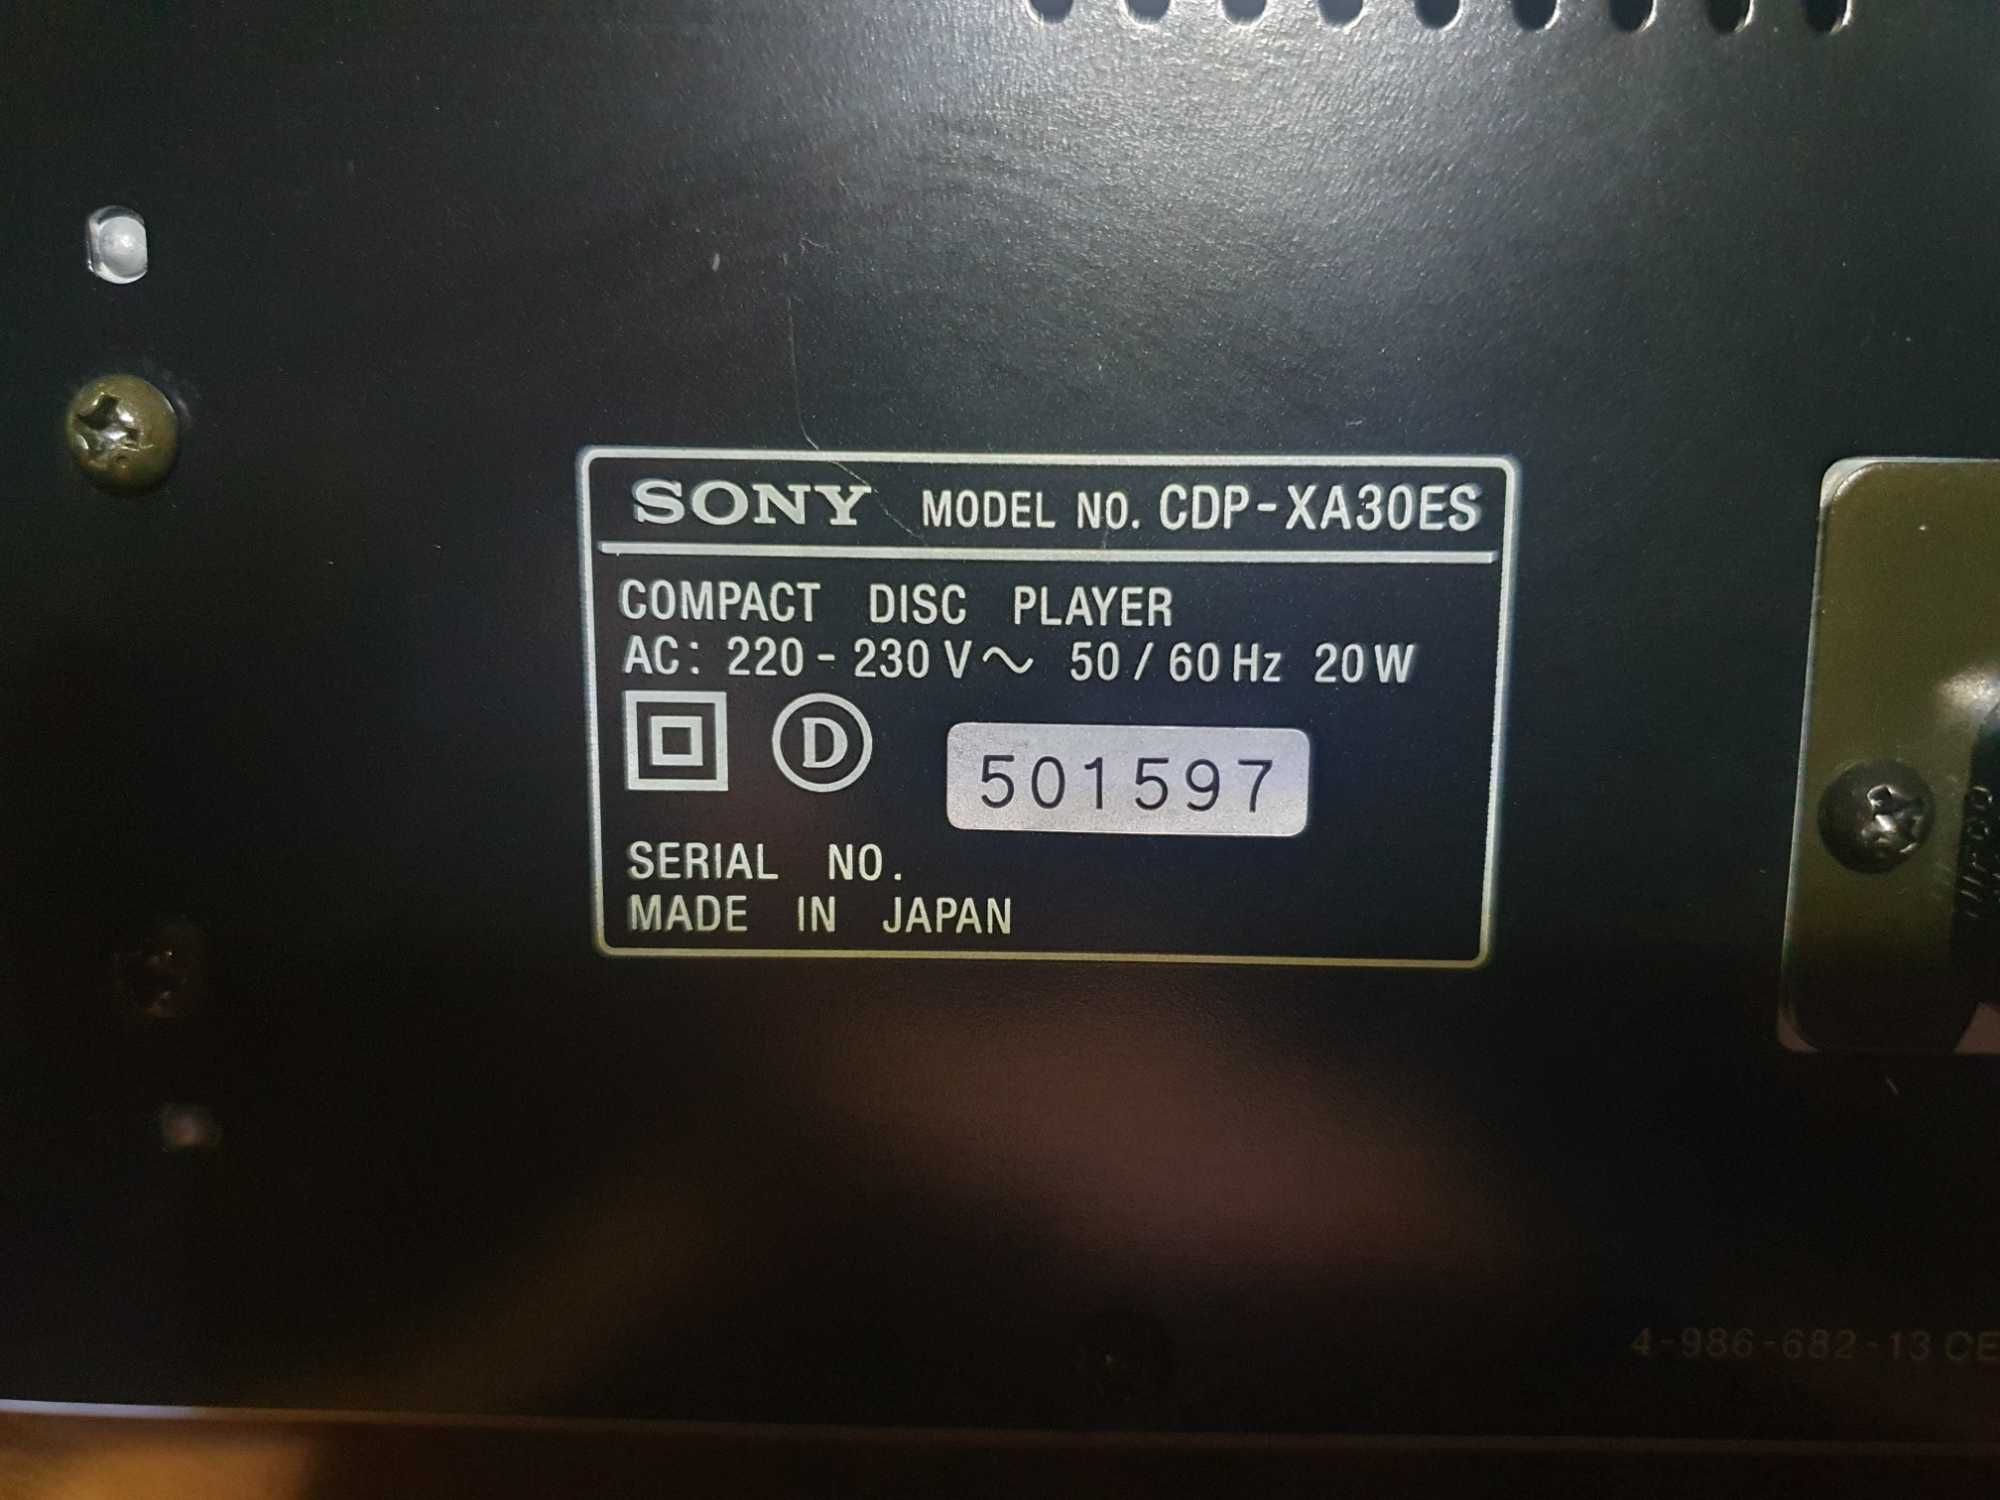 SONY MODEL NO. CDP-XA30ES
COMPACT DISC PLAYER
AC: 220 - 230 V~ 50 / 60 Hz 20 W
D
501597
SERIAL NO.
MADE IN JAPAN
4-986-682-13 CE